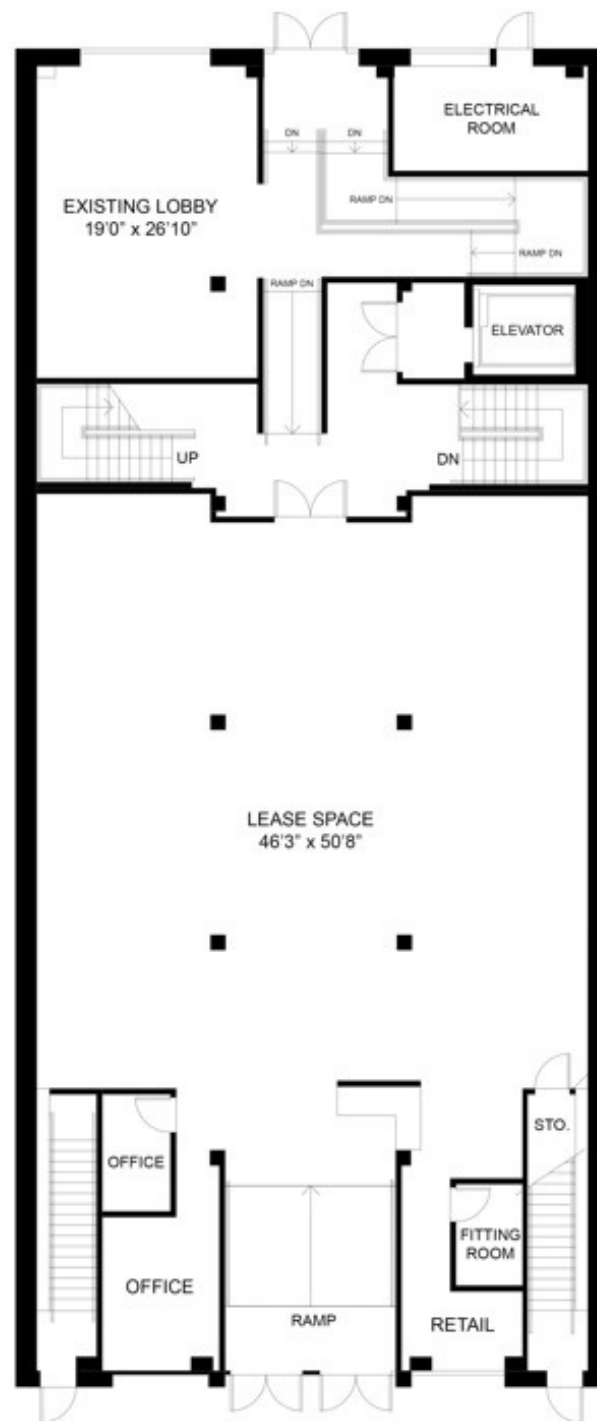 ELECTRICAL
ROOM
DN
DN
EXISTING LOBBY
19'0" x 26'10"
RAMP DN
RAMP DN
RAMP DN
ELEVATOR
UP
DN
LEASE SPACE
46'3" x 50'8"
STO.
OFFICE
FITTING
ROOM
OFFICE
RAMP
RETAIL